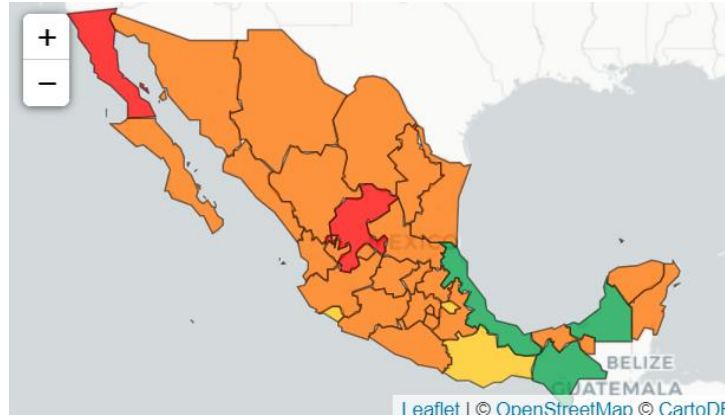 +
−
MEXICO
BELIZE
GUATEMALA
Leaflet | © OpenStreetMap © CartoDB